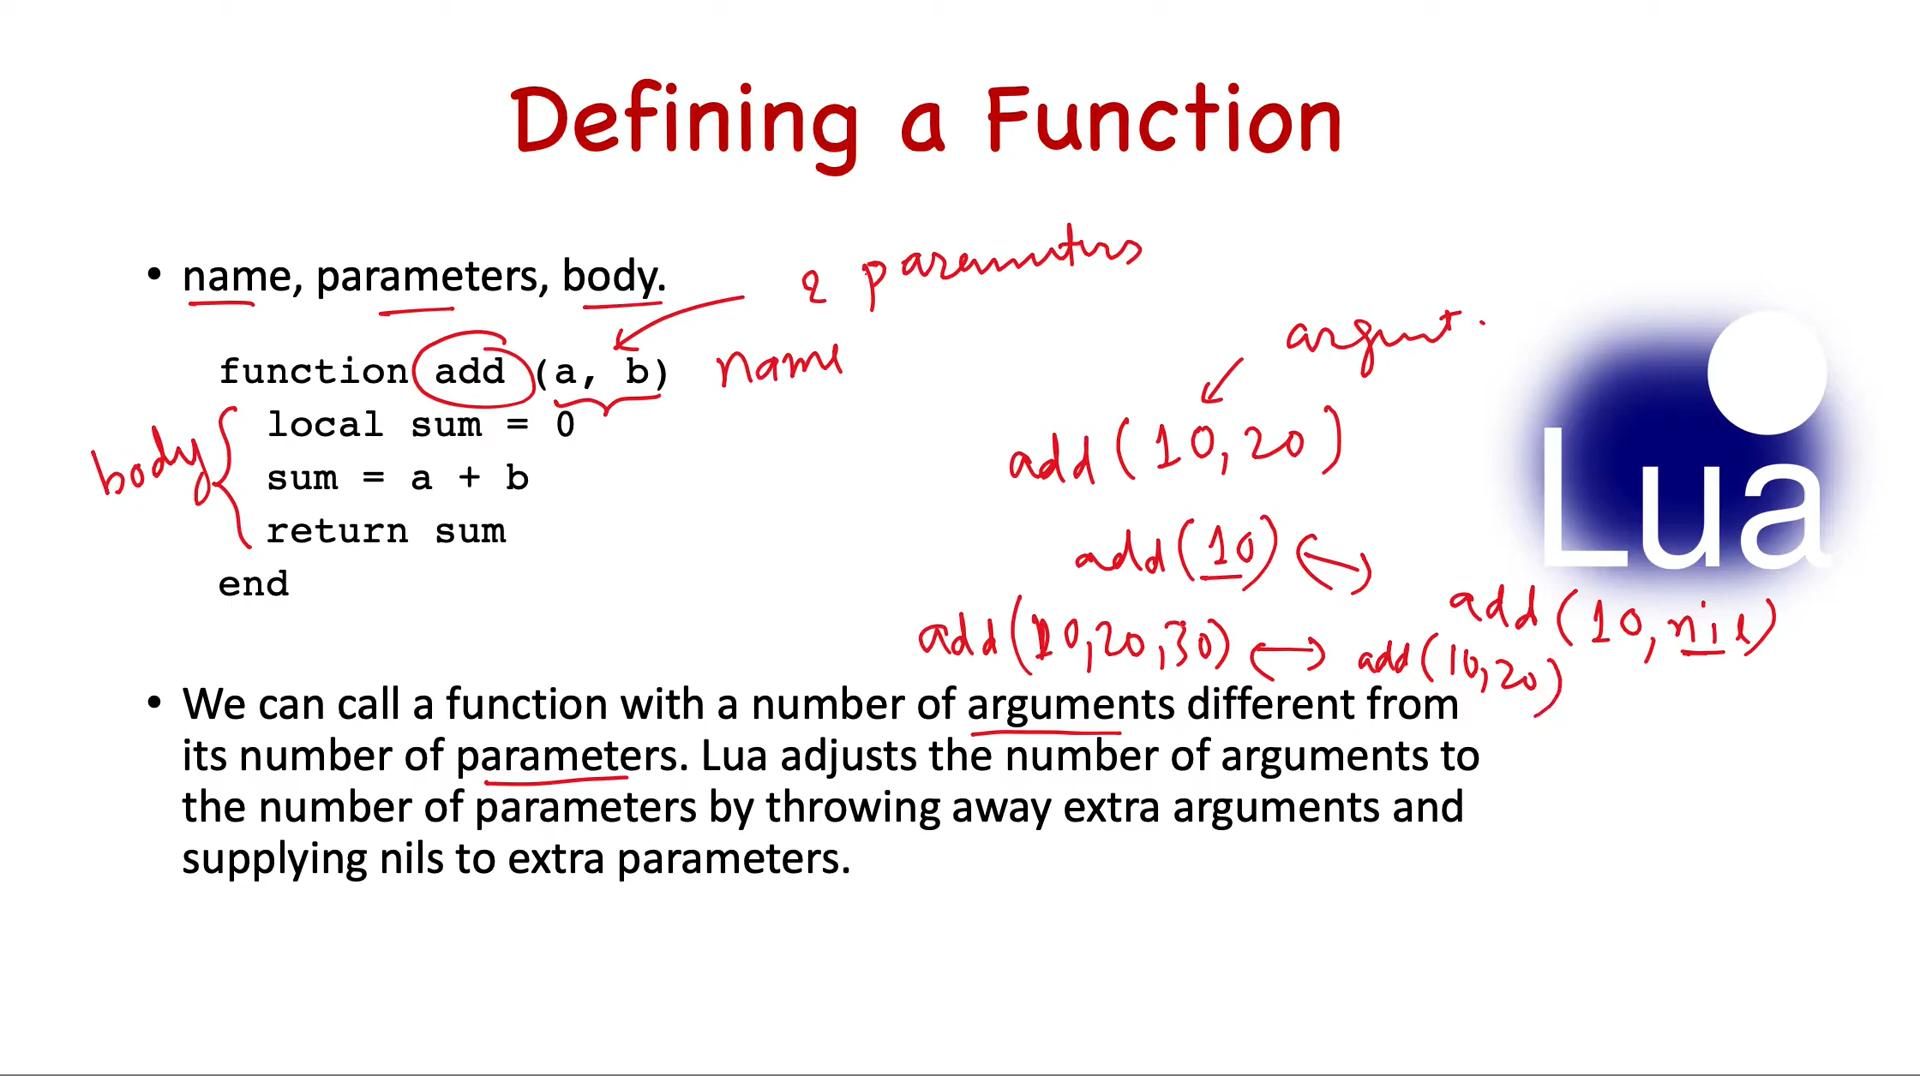 Defining a Function
• name, parameters, body.
2 parameters
function add (a, b)
name
argut.
body
local sum = 0
sum = a + b
return sum
end
add(10,20)
add(10) ↔
add(10,nil)
add(10,20,30) ↔ add(10,20)
Lua
• We can call a function with a number of arguments different from
its number of parameters. Lua adjusts the number of arguments to
the number of parameters by throwing away extra arguments and
supplying nils to extra parameters.